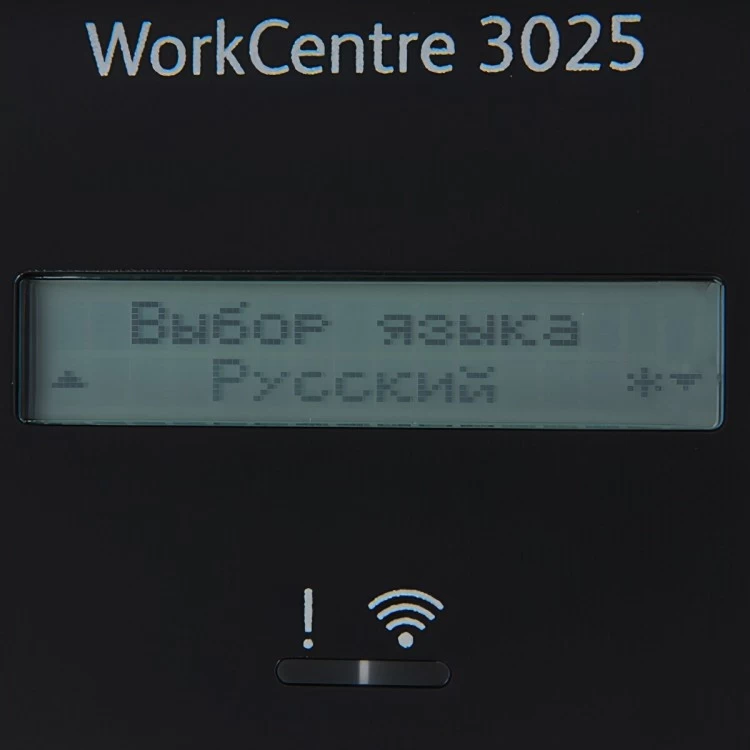 WorkCentre 3025
Выбор языка
Русский *
!